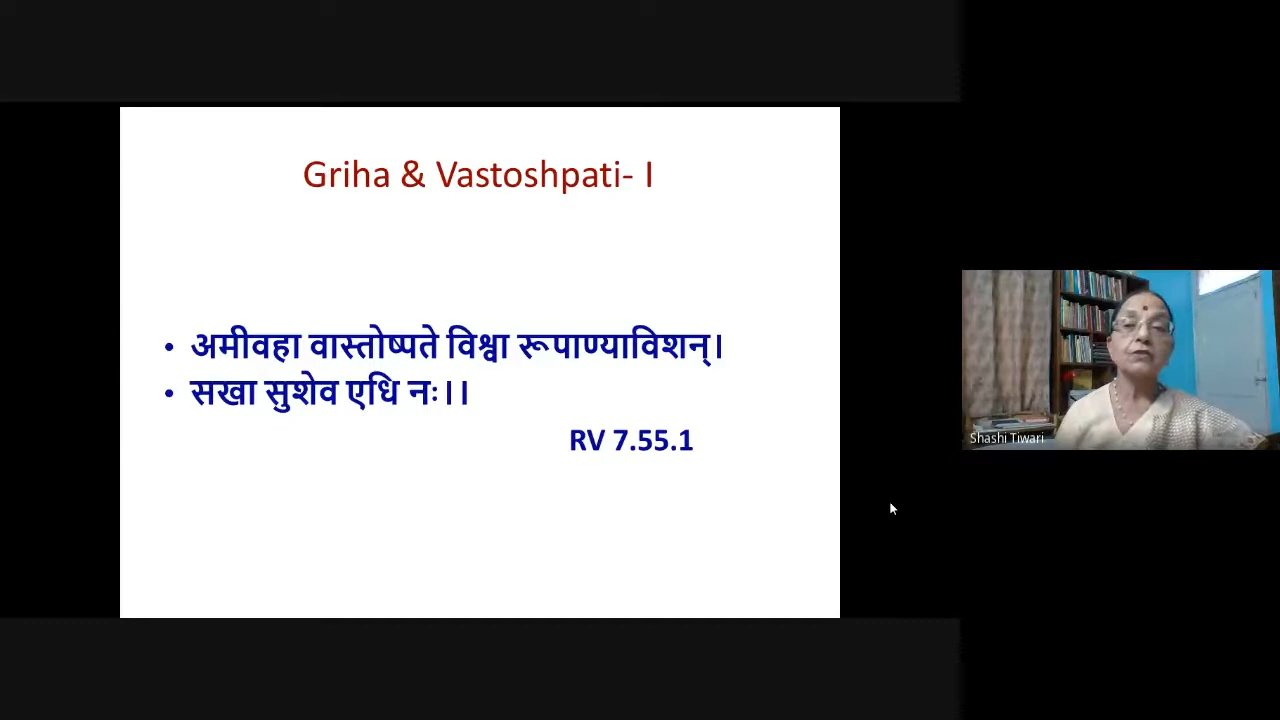 Griha & Vastoshpati- I
• अमीवहा वास्तोष्पते विश्वा रूपाण्याविशन्।
• सखा सुशेव एधि नः।।
RV 7.55.1
Shashi Tiwari